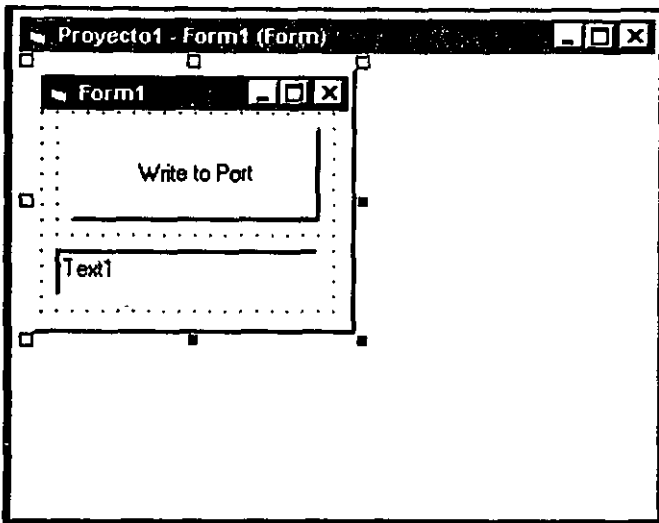 Proyecto1 - Form1 (Form)
Form1
Write to Port
Text1